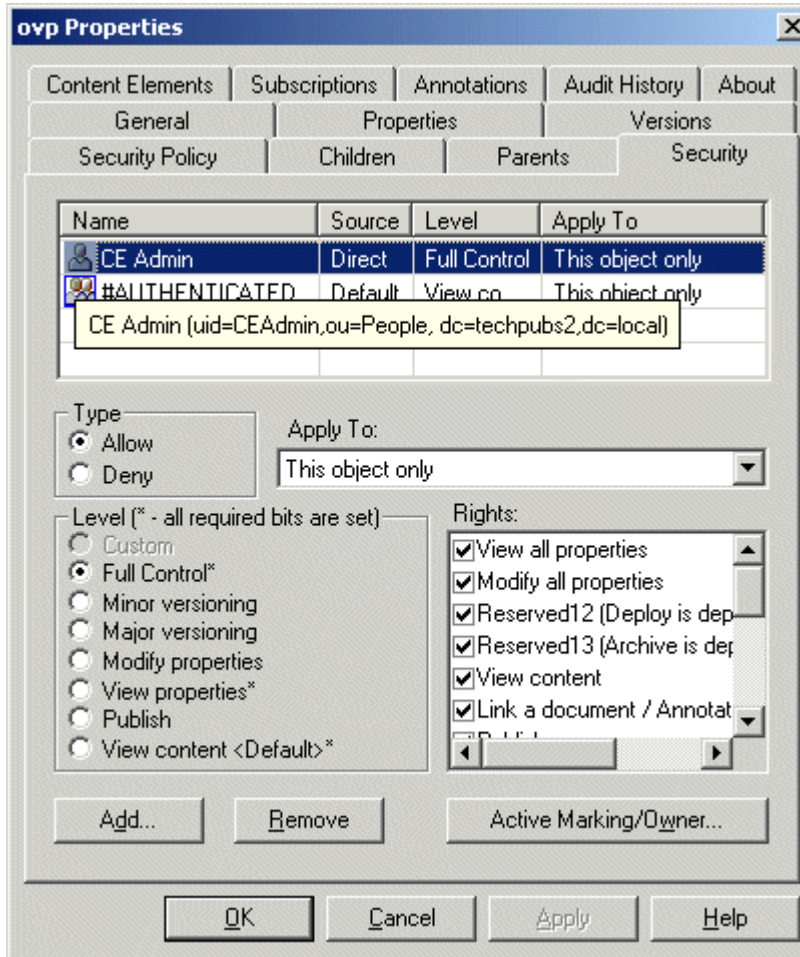 ovp Properties
Content Elements Subscriptions Annotations Audit History About
General Properties Versions
Security Policy Children Parents Security
Name Source Level Apply To
CE Admin Direct Full Control This object only
#AUTHENTICATED Default View co This object only
CE Admin (uid=CEAdmin,ou=People, dc=techpubs2,dc=local)
Type
Allow
Deny
Apply To:
This object only
Level (* - all required bits are set)
Custom
Full Control*
Minor versioning
Major versioning
Modify properties
View properties*
Publish
View content <Default>*
Rights:
View all properties
Modify all properties
Reserved12 (Deploy is dep
Reserved13 (Archive is dep
View content
Link a document / Annotat
Add... Remove Active Marking/Owner...
OK Cancel Apply Help